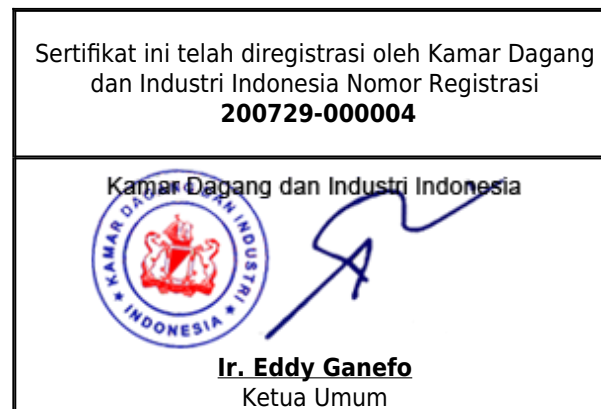 Sertifikat ini telah diregistrasi oleh Kamar Dagang
dan Industri Indonesia Nomor Registrasi
200729-000004
Kamar Dagang dan Industri Indonesia
KAMAR DAGANG DAN INDUSTRI
INDONESIA
Ir. Eddy Ganefo
Ketua Umum